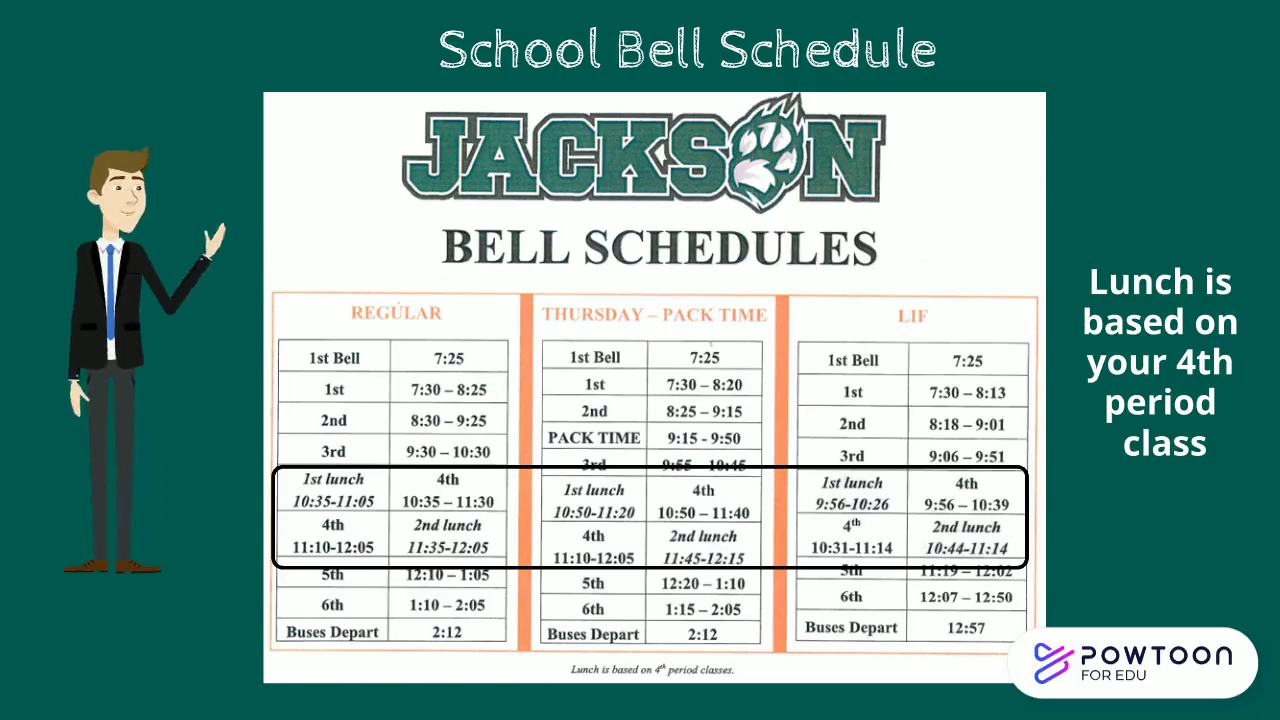 School Bell Schedule
JACKSON
BELL SCHEDULES
REGULAR
1st Bell 7:25
1st 7:30 – 8:25
2nd 8:30 – 9:25
3rd 9:30 – 10:30
1st lunch 4th
10:35-11:05 10:35 – 11:30
4th 2nd lunch
11:10-12:05 11:35-12:05
5th 12:10 – 1:05
6th 1:10 – 2:05
Buses Depart 2:12
THURSDAY – PACK TIME
1st Bell 7:25
1st 7:30 – 8:20
2nd 8:25 – 9:15
PACK TIME 9:15 - 9:50
3rd 9:55 – 10:45
1st lunch 4th
10:50-11:20 10:50 – 11:40
4th 2nd lunch
11:10-12:05 11:45-12:15
5th 12:20 – 1:10
6th 1:15 – 2:05
Buses Depart 2:12
LIF
1st Bell 7:25
1st 7:30 – 8:13
2nd 8:18 – 9:01
3rd 9:06 – 9:51
1st lunch 4th
9:56-10:26 9:56 – 10:39
4th 2nd lunch
10:31-11:14 10:44-11:14
5th 11:19 – 12:02
6th 12:07 – 12:50
Buses Depart 12:57
Lunch is based on 4th period classes.
Lunch is
based on
your 4th
period
class
POWTOON
FOR EDU